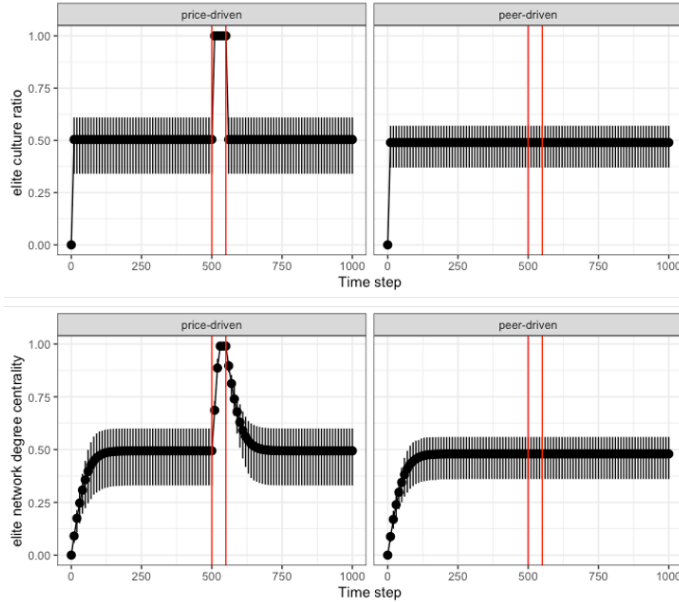 price-driven peer-driven
1.00
0.75
0.50
0.25
0.00
elite culture ratio
0 250 500 750 1000 0 250 500 750 1000
Time step
price-driven peer-driven
1.00
0.75
0.50
0.25
0.00
elite network degree centrality
0 250 500 750 1000 0 250 500 750 1000
Time step